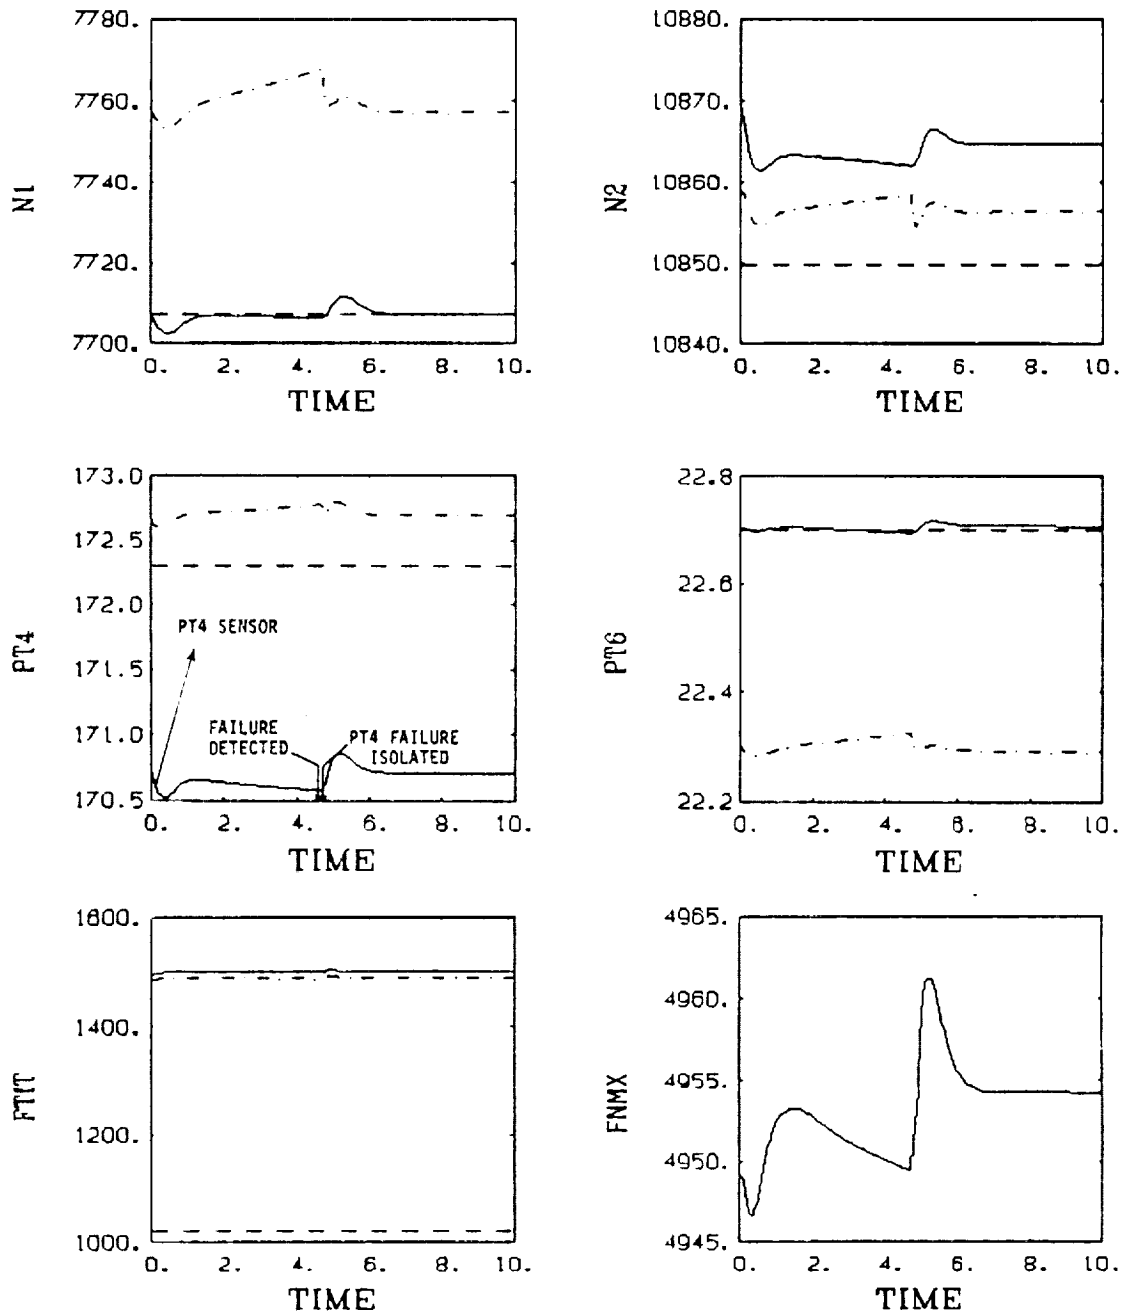 N1
7780.
7760.
7740.
7720.
7700.
0. 2. 4. 6. 8. 10.
TIME
N2
10880.
10870.
10860.
10850.
10840.
0. 2. 4. 6. 8. 10.
TIME
PT4
173.0
172.5
172.0
171.5
171.0
170.5
PT4 SENSOR
FAILURE
DETECTED
PT4 FAILURE
ISOLATED
0. 2. 4. 6. 8. 10.
TIME
PT6
22.8
22.6
22.4
22.2
0. 2. 4. 6. 8. 10.
TIME
FTIT
1600.
1400.
1200.
1000.
0. 2. 4. 6. 8. 10.
TIME
FNMX
4965.
4960.
4955.
4950.
4945.
0. 2. 4. 6. 8. 10.
TIME